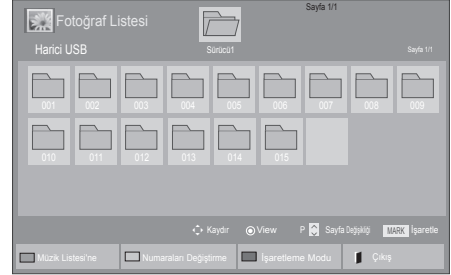 Sayfa 1/1
Fotoğraf Listesi
Harici USB
Sürücü1
Sayfa 1/1
001 002 003 004 005 006 007 008 009
010 011 012 013 014 015
Kaydır View P Sayfa Değişikliği MARK İşaretle
Müzik Listesi'ne Numaraları Değiştirme İşaretleme Modu Çıkış